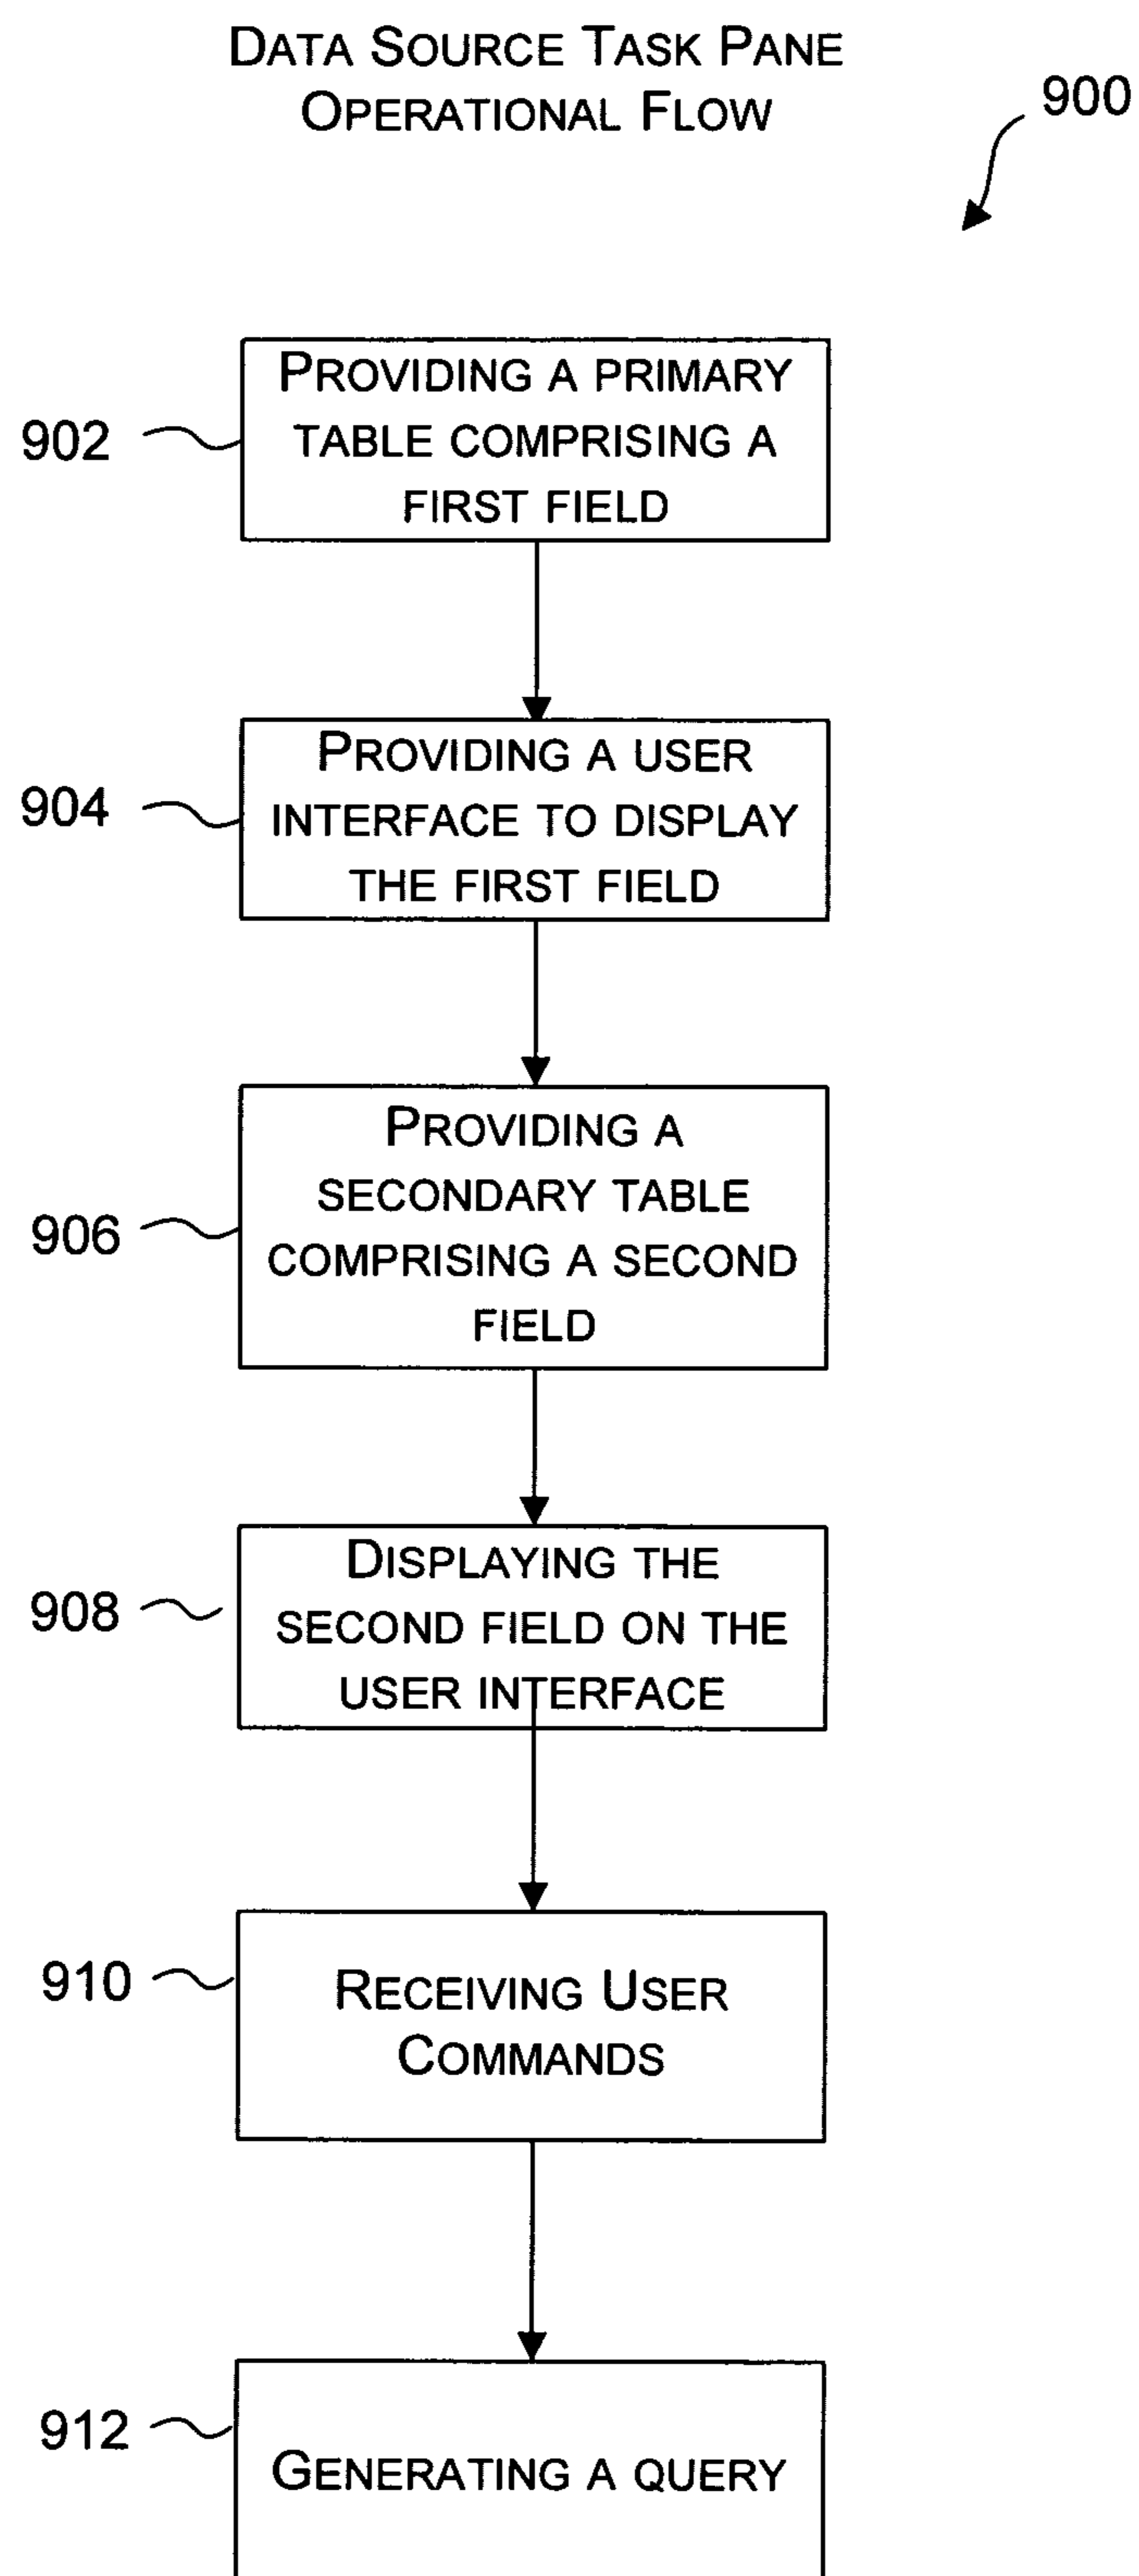 DATA SOURCE TASK PANE
OPERATIONAL FLOW
900
902
PROVIDING A PRIMARY
TABLE COMPRISING A
FIRST FIELD
904
PROVIDING A USER
INTERFACE TO DISPLAY
THE FIRST FIELD
906
PROVIDING A
SECONDARY TABLE
COMPRISING A SECOND
FIELD
908
DISPLAYING THE
SECOND FIELD ON THE
USER INTERFACE
910
RECEIVING USER
COMMANDS
912
GENERATING A QUERY